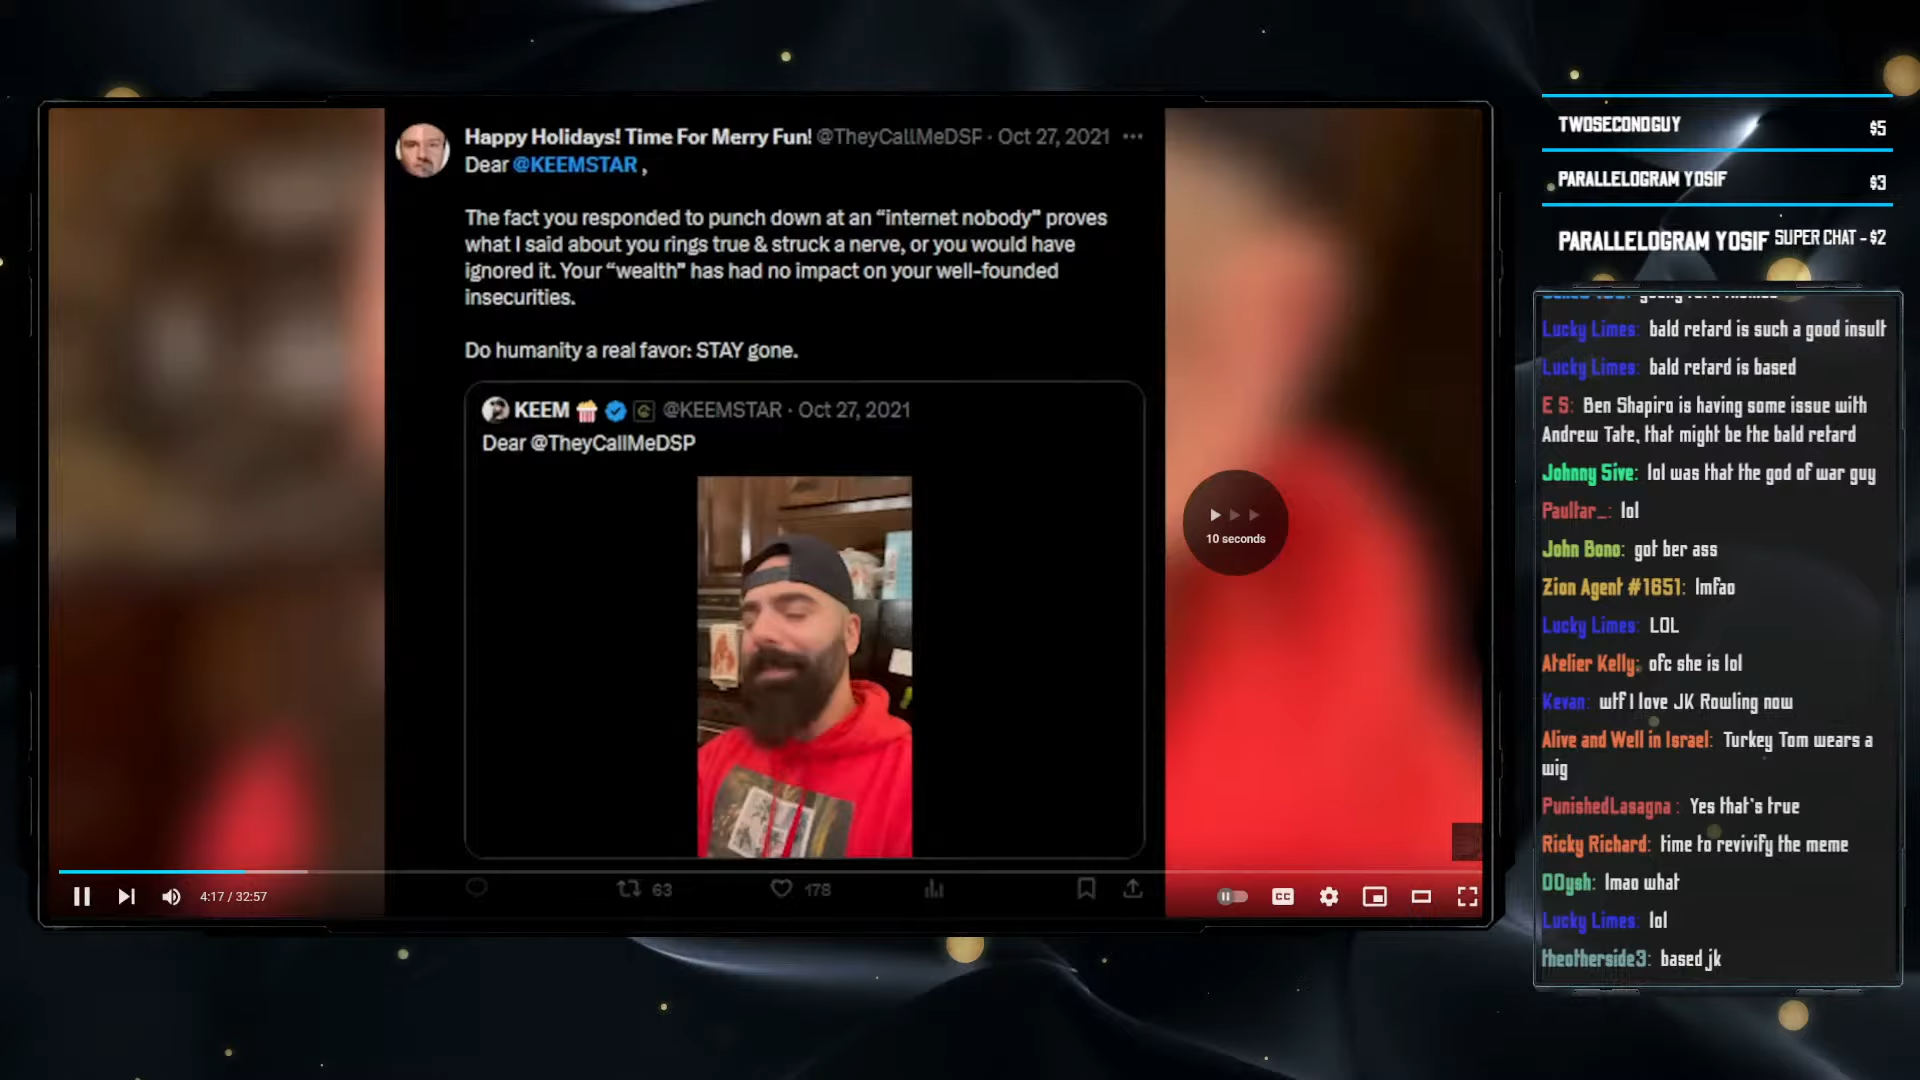 Happy Holidays! Time For Merry Fun! @TheyCallMeDSP · Oct 27, 2021 ···
Dear @KEEMSTAR ,
The fact you responded to punch down at an “internet nobody” proves
what I said about you rings true & struck a nerve, or you would have
ignored it. Your “wealth” has had no impact on your well-founded
insecurities.
Do humanity a real favor: STAY gone.
KEEM @KEEMSTAR · Oct 27, 2021
Dear @TheyCallMeDSP
10 seconds
63
178
4:17 / 32:57
CC
TWOSECONDGUY $5
PARALLELOGRAM YOSIF $3
PARALLELOGRAM YOSIF SUPER CHAT - $2
Lucky Limes: bald retard is such a good insult
Lucky Limes: bald retard is based
E S: Ben Shapiro is having some issue with
Andrew Tate, that might be the bald retard
Johnny 5ive: lol was that the god of war guy
Paultar_: lol
John Bono: got ber ass
Zion Agent #1651: lmfao
Lucky Limes: LOL
Atelier Kelly: ofc she is lol
Kevan: wtf I love JK Rowling now
Alive and Well in Israel: Turkey Tom wears a
wig
PunishedLasagna : Yes that's true
Ricky Richard: time to revivify the meme
DOysh: lmao what
Lucky Limes: lol
theotherside3: based jk